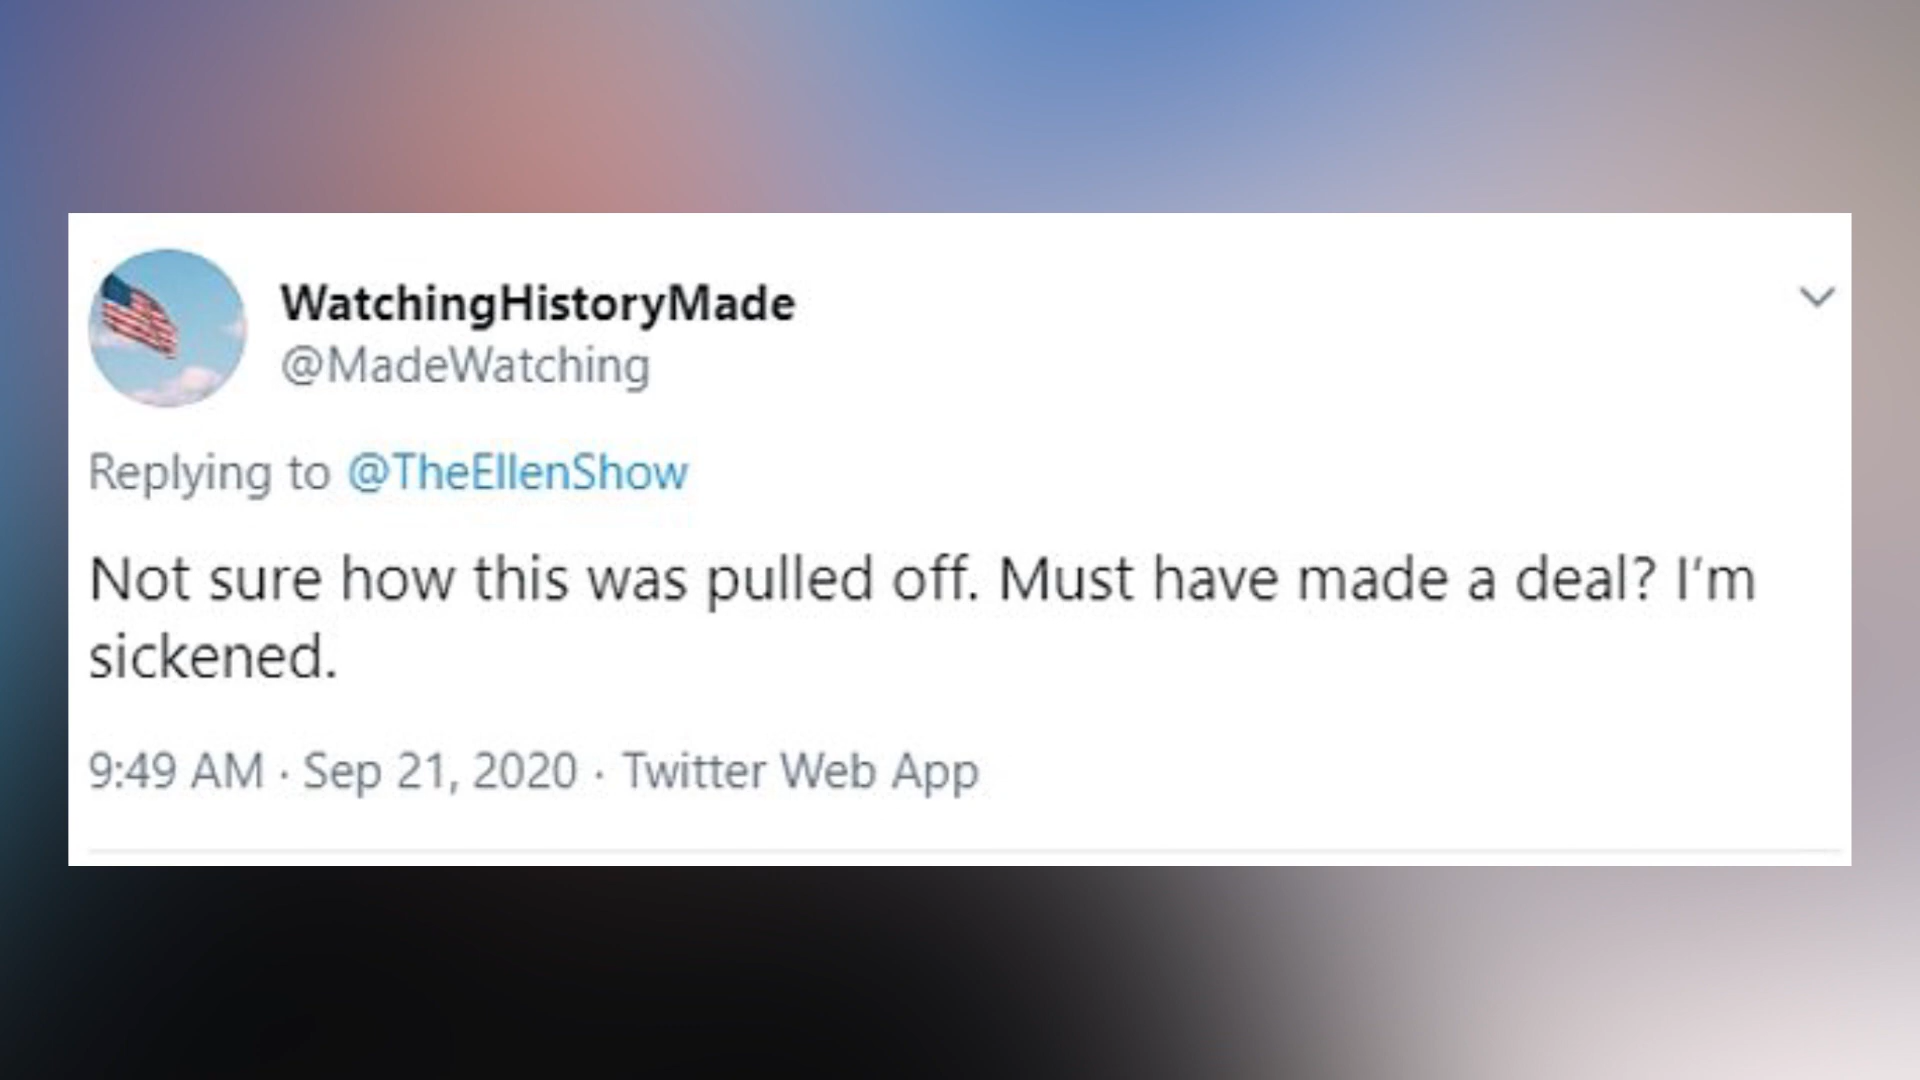 WatchingHistoryMade
@MadeWatching
Replying to @TheEllenShow
Not sure how this was pulled off. Must have made a deal? I’m
sickened.
9:49 AM · Sep 21, 2020 · Twitter Web App